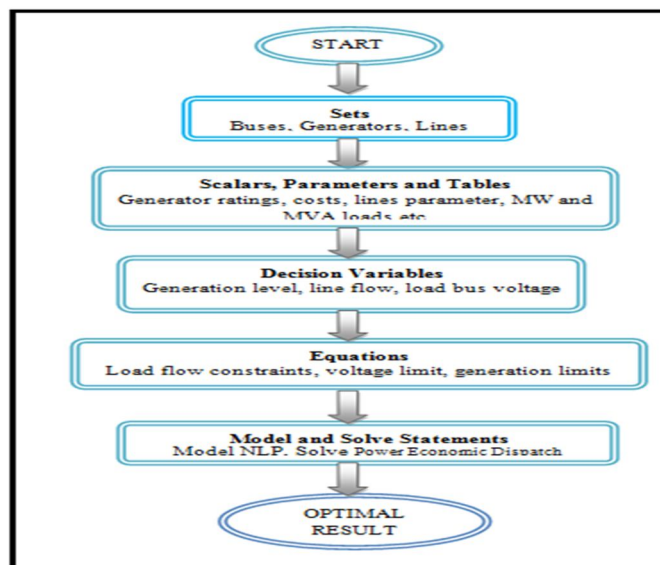 START
Sets
Buses, Generators, Lines
Scalars, Parameters and Tables
Generator ratings, costs, lines parameter, MW and
MVA loads etc
Decision Variables
Generation level, line flow, load bus voltage
Equations
Load flow constraints, voltage limit, generation limits
Model and Solve Statements
Model NLP, Solve Power Economic Dispatch
OPTIMAL
RESULT